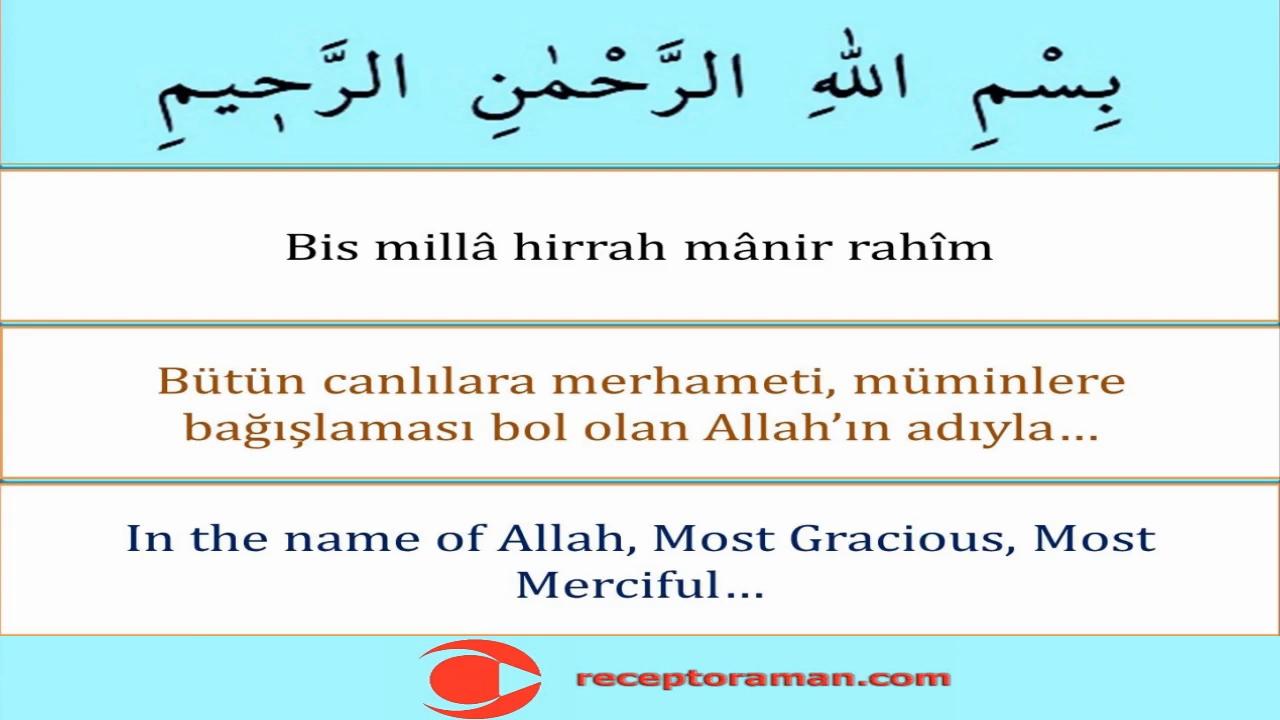 بِسْمِ اللّٰهِ الرَّحْمٰنِ الرَّح۪يمِ
Bis millâ hirrah mânir rahîm
Bütün canlılara merhameti, müminlere
bağışlaması bol olan Allah’ın adıyla...
In the name of Allah, Most Gracious, Most
Merciful...
receptoraman.com